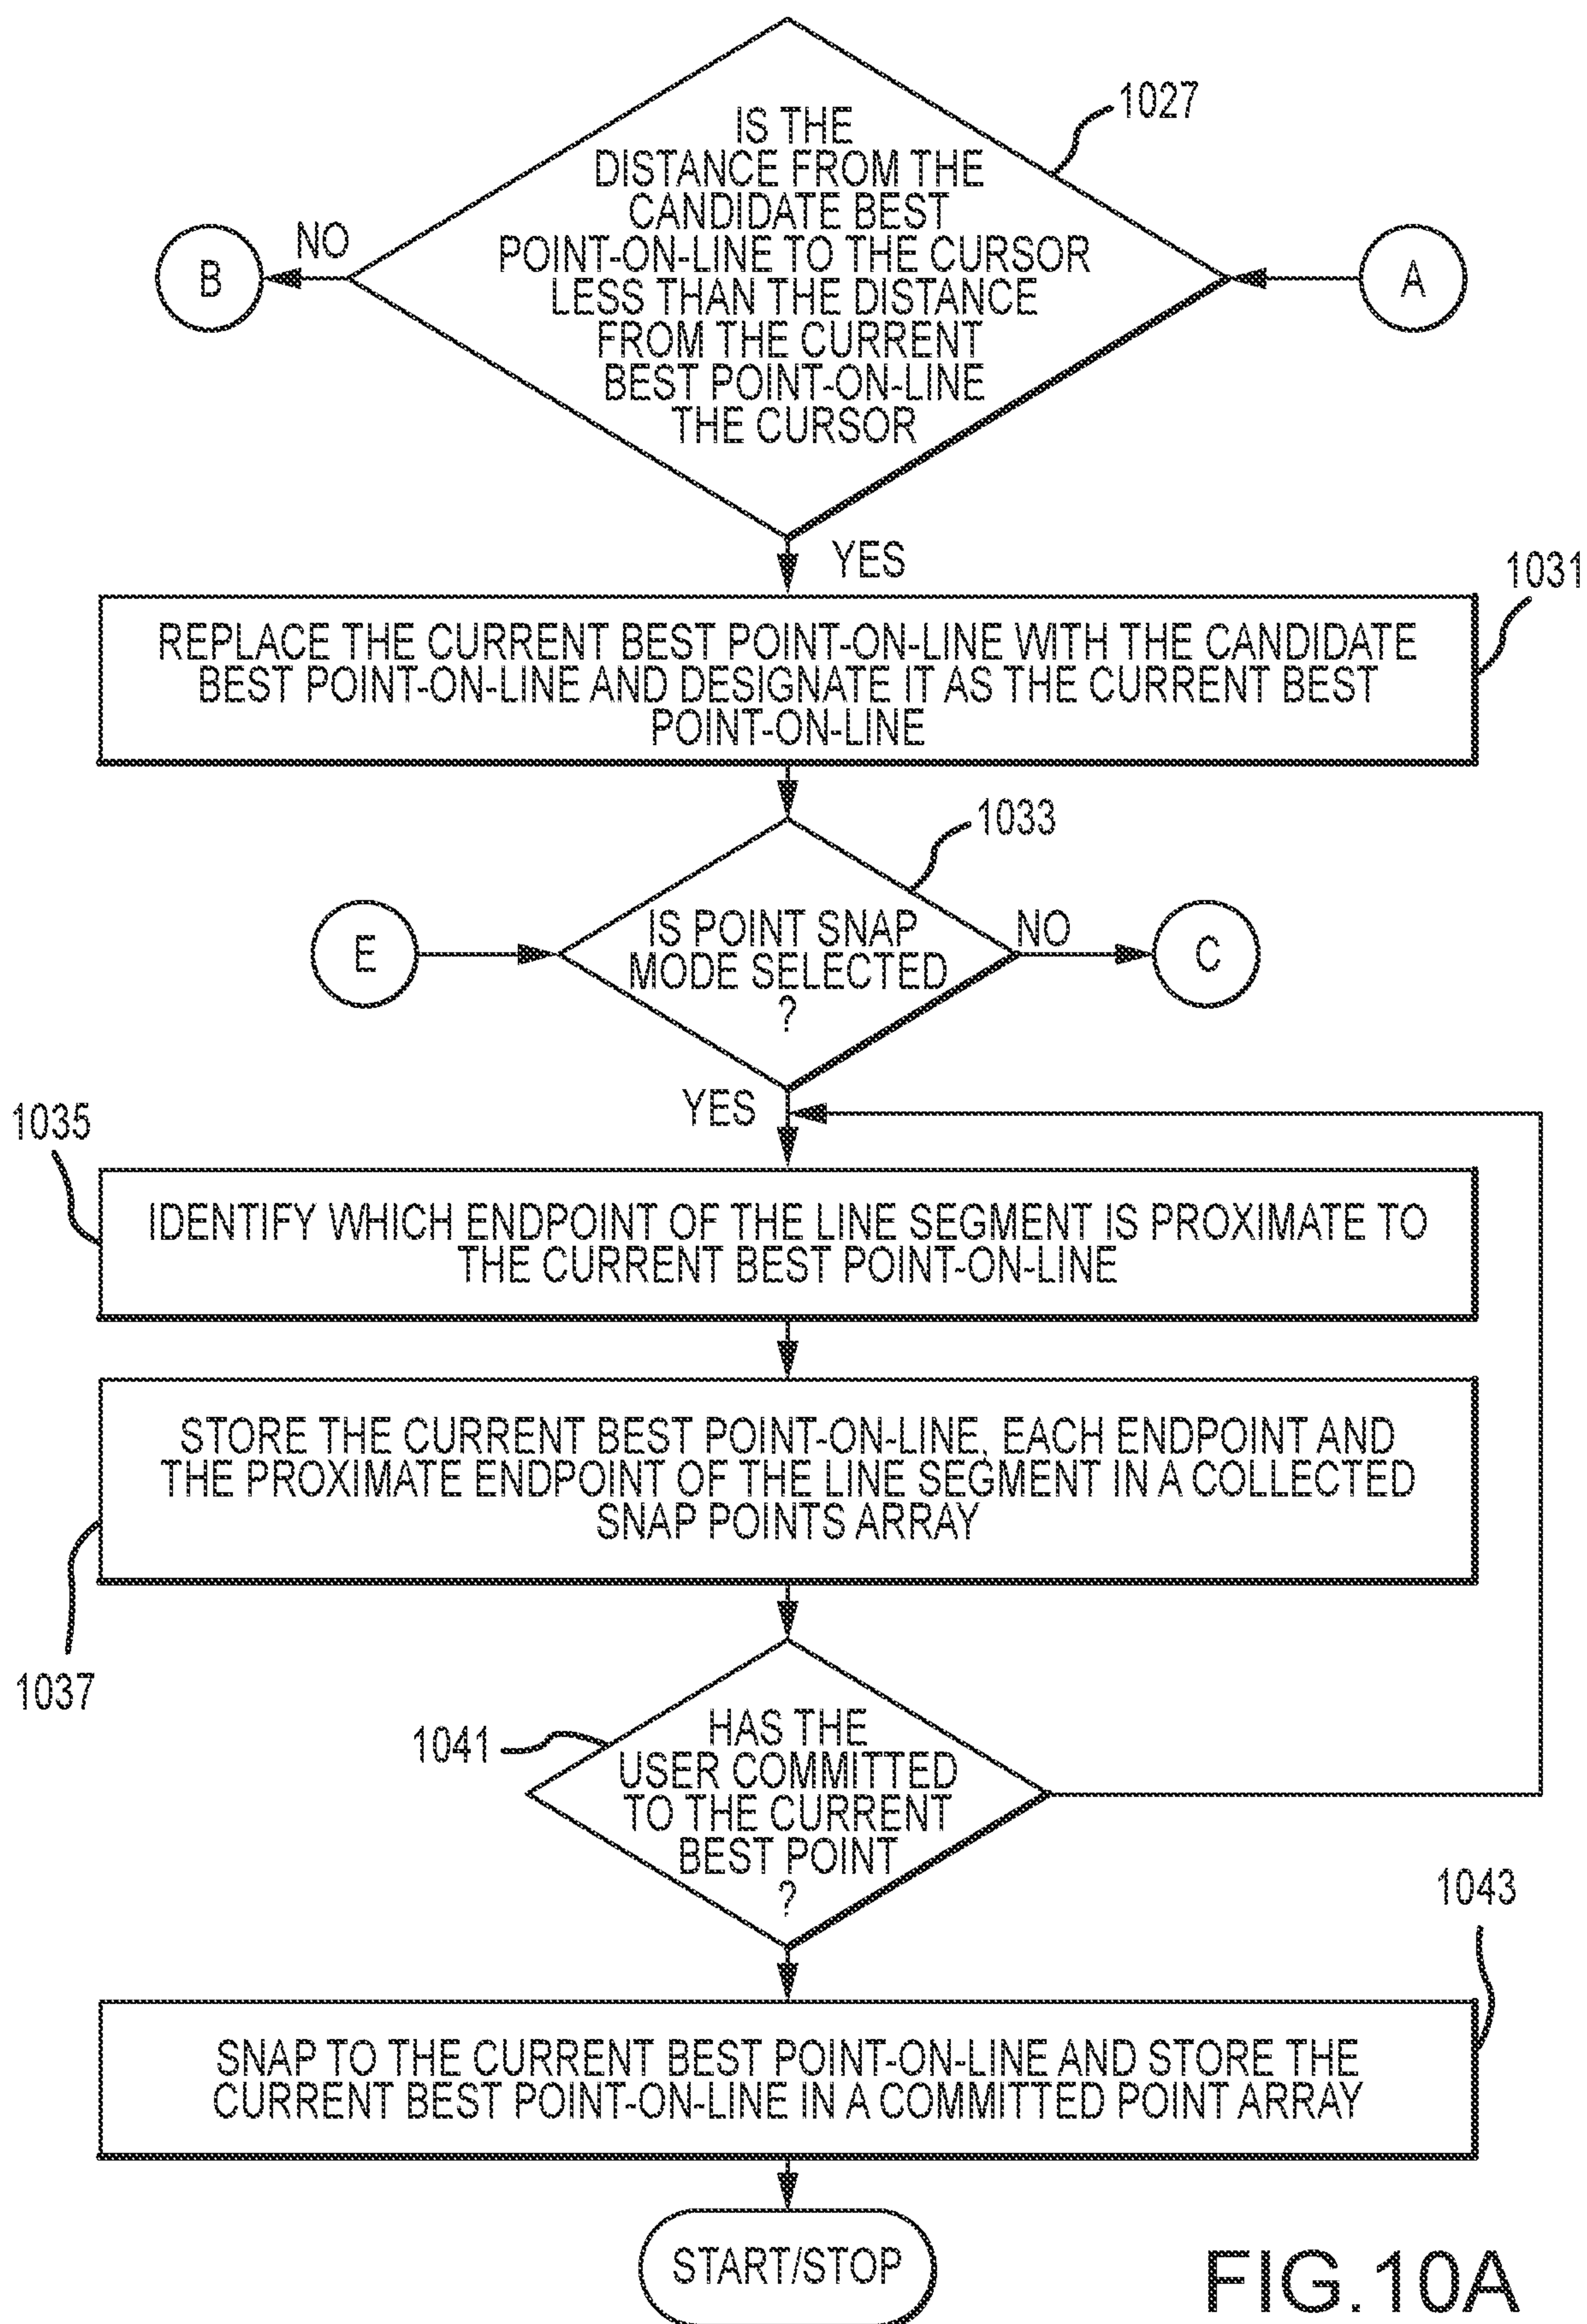 IS THE
DISTANCE FROM THE
CANDIDATE BEST
POINT-ON-LINE TO THE CURSOR
LESS THAN THE DISTANCE
FROM THE CURRENT
BEST POINT-ON-LINE
THE CURSOR
1027
NO
B
A
YES
1031
REPLACE THE CURRENT BEST POINT-ON-LINE WITH THE CANDIDATE
BEST POINT-ON-LINE AND DESIGNATE IT AS THE CURRENT BEST
POINT-ON-LINE
1033
E
IS POINT SNAP
MODE SELECTED
?
NO
C
YES
1035
IDENTIFY WHICH ENDPOINT OF THE LINE SEGMENT IS PROXIMATE TO
THE CURRENT BEST POINT-ON-LINE
STORE THE CURRENT BEST POINT-ON-LINE, EACH ENDPOINT AND
THE PROXIMATE ENDPOINT OF THE LINE SEGMENT IN A COLLECTED
SNAP POINTS ARRAY
1037
1041
HAS THE
USER COMMITTED
TO THE CURRENT
BEST POINT
?
1043
SNAP TO THE CURRENT BEST POINT-ON-LINE AND STORE THE
CURRENT BEST POINT-ON-LINE IN A COMMITTED POINT ARRAY
START/STOP
FIG.10A